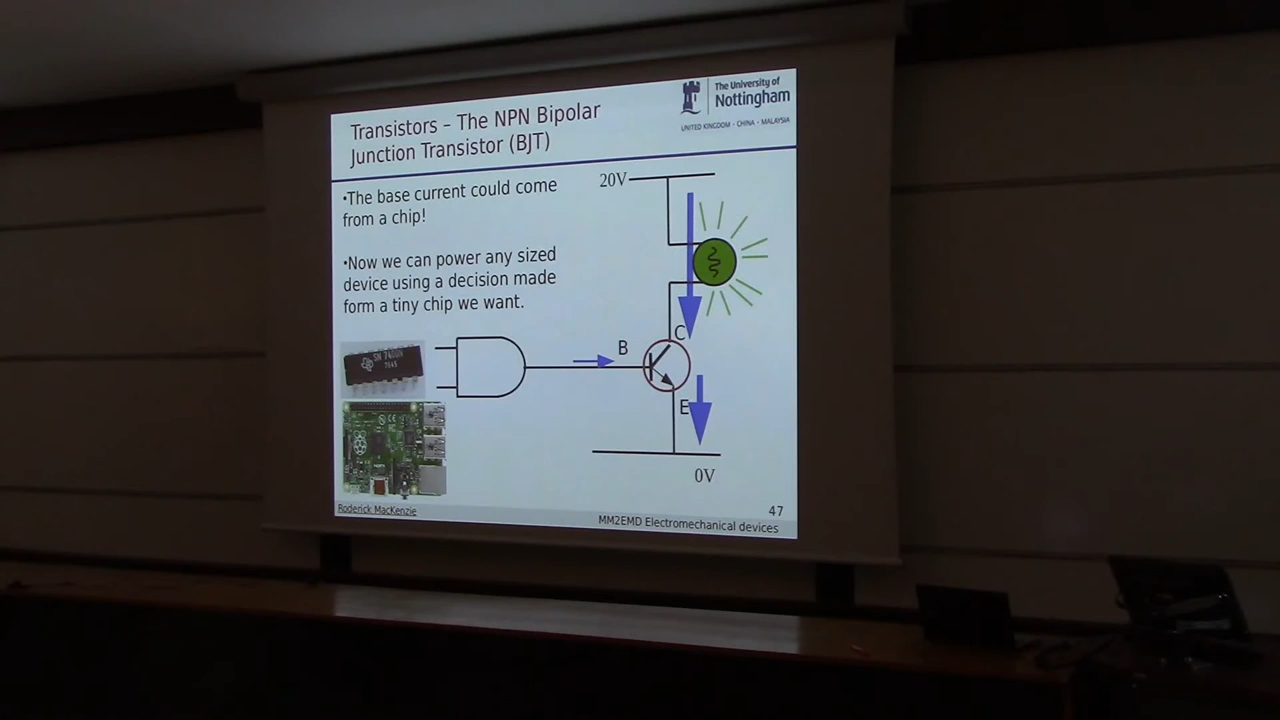 Transistors – The NPN Bipolar
Junction Transistor (BJT)
The University of
Nottingham
UNITED KINGDOM · CHINA · MALAYSIA
•The base current could come
from a chip!
•Now we can power any sized
device using a decision made
form a tiny chip we want.
20V
C
B
E
0V
SN 7400N
Roderick MacKenzie
47
MM2EMD Electromechanical devices